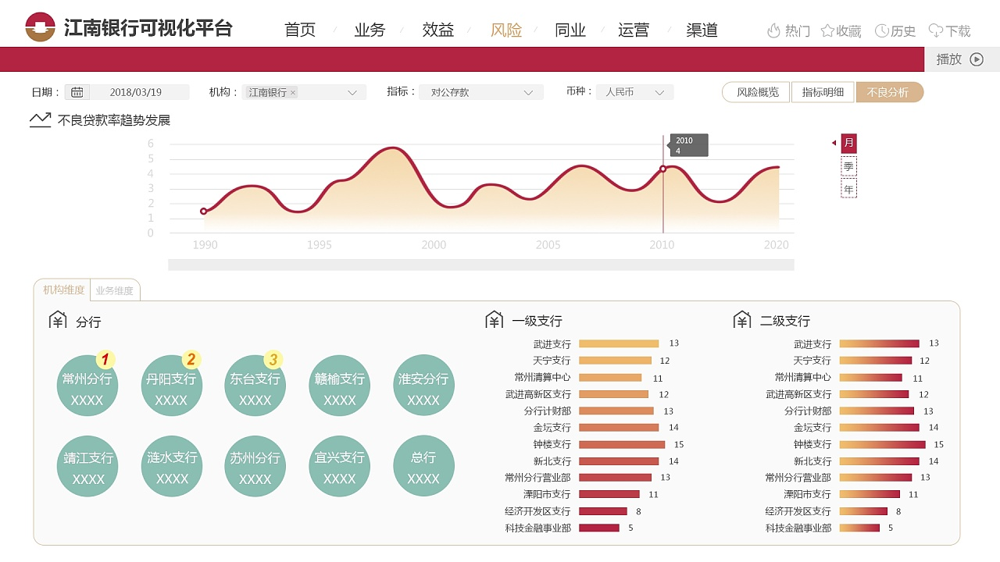 江南银行可视化平台
首页 / 业务 / 效益 / 风险 / 同业 / 运营 / 渠道
热门 收藏 历史 下载
播放
日期： 2018/03/19 机构： 江南银行 × 指标： 对公存款 币种： 人民币
风险概览 指标明细 不良分析
不良贷款率趋势发展
6
5
4
3
2
1
0
2010
4
1990 1995 2000 2005 2010 2020
月
季
年
机构维度 业务维度
分行
1 2 3
常州分行 丹阳支行 东台支行 赣榆支行 淮安分行
XXXX XXXX XXXX XXXX XXXX
靖江支行 涟水支行 苏州分行 宜兴支行 总行
XXXX XXXX XXXX XXXX XXXX
一级支行
武进支行 13
天宁支行 12
常州清算中心 11
武进高新区支行 12
分行计财部 13
金坛支行 14
钟楼支行 15
新北支行 14
常州分行营业部 13
溧阳市支行 11
经济开发区支行 8
科技金融事业部 5
二级支行
武进支行 13
天宁支行 12
常州清算中心 11
武进高新区支行 12
分行计财部 13
金坛支行 14
钟楼支行 15
新北支行 14
常州分行营业部 13
溧阳市支行 11
经济开发区支行 8
科技金融事业部 5